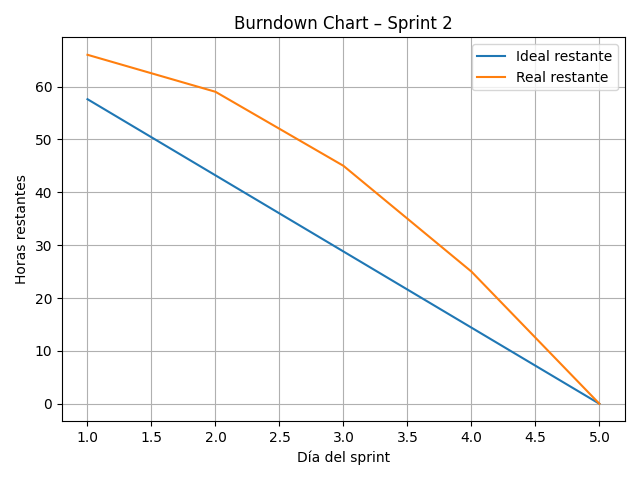 Burndown Chart – Sprint 2
Ideal restante
Real restante
Horas restantes
60
50
40
30
20
10
0
1.0 1.5 2.0 2.5 3.0 3.5 4.0 4.5 5.0
Día del sprint